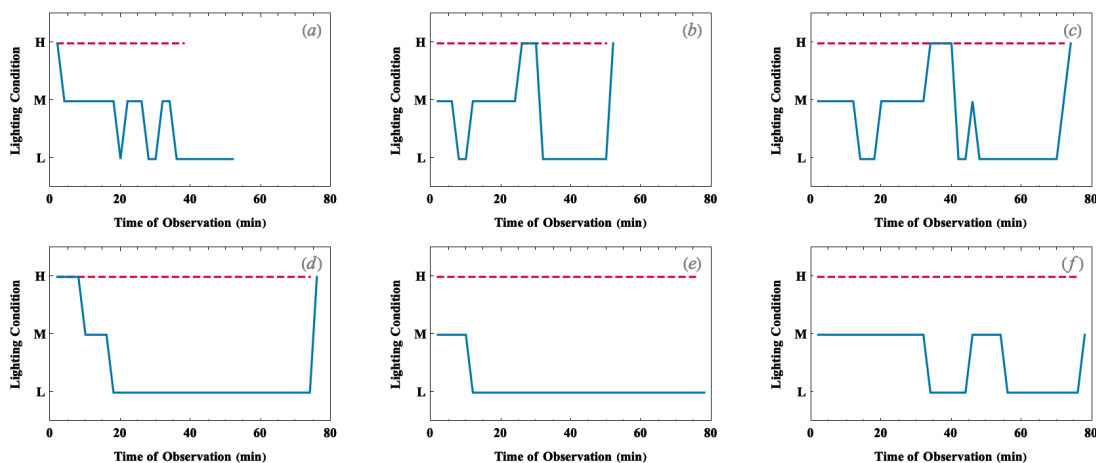 (a)
H
M
L
Lighting Condition
0 20 40 60 80
Time of Observation (min)
(b)
H
M
L
Lighting Condition
0 20 40 60 80
Time of Observation (min)
(c)
H
M
L
Lighting Condition
0 20 40 60 80
Time of Observation (min)
(d)
H
M
L
Lighting Condition
0 20 40 60 80
Time of Observation (min)
(e)
H
M
L
Lighting Condition
0 20 40 60 80
Time of Observation (min)
(f)
H
M
L
Lighting Condition
0 20 40 60 80
Time of Observation (min)